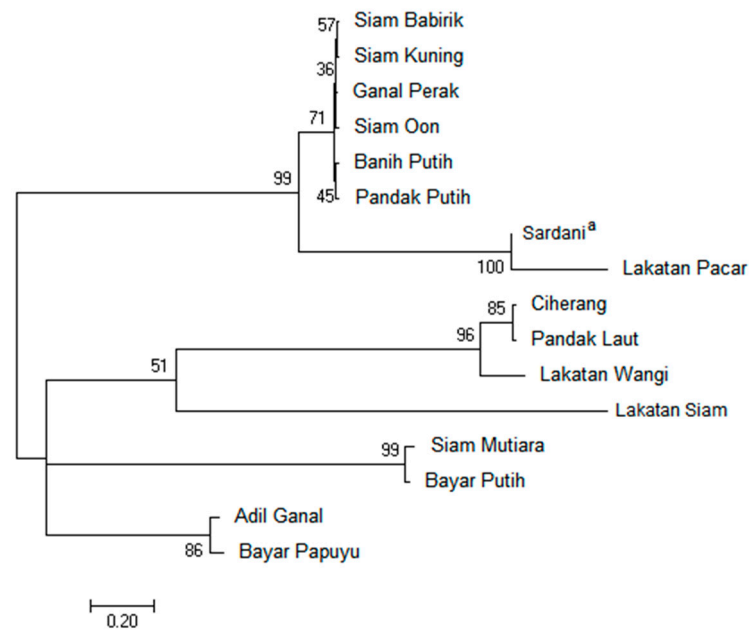 57
Siam Babirik
Siam Kuning
36
Ganal Perak
71
Siam Oon
Banih Putih
99
45
Pandak Putih
Sardani a
100
Lakatan Pacar
85
Ciherang
96
Pandak Laut
51
Lakatan Wangi
Lakatan Siam
99
Siam Mutiara
Bayar Putih
Adil Ganal
86
Bayar Papuyu
0.20